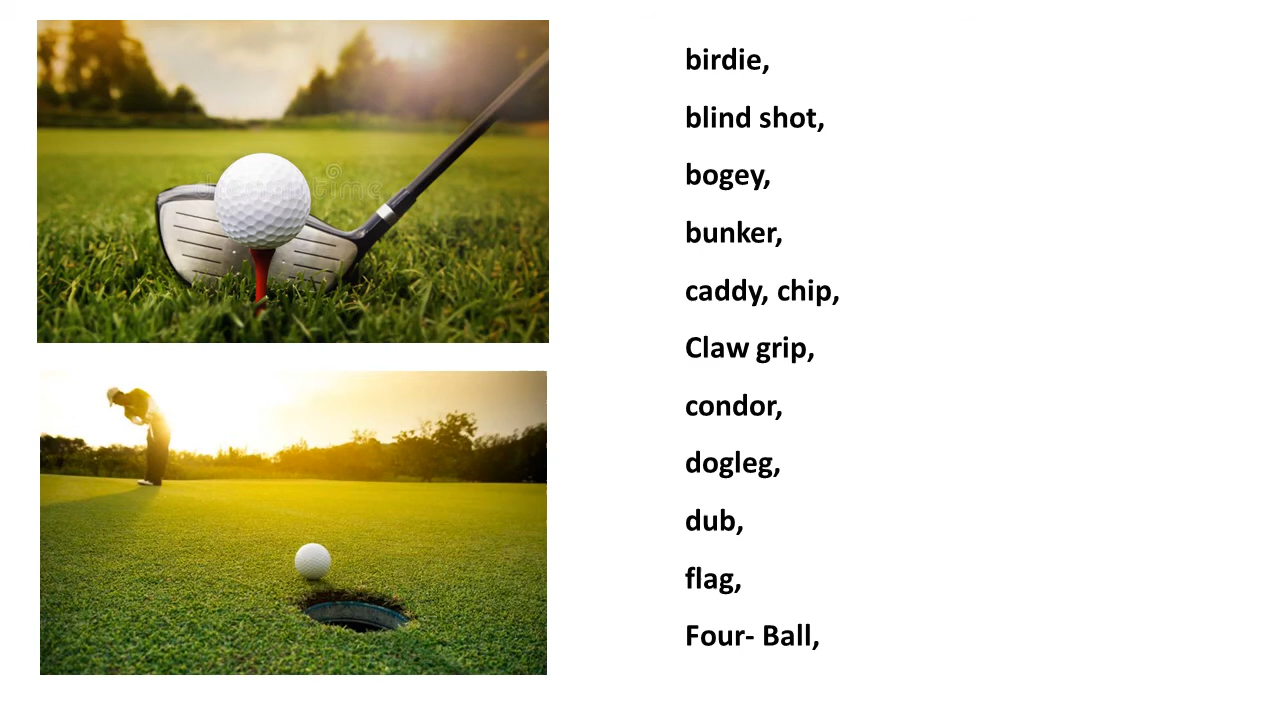 birdie,
blind shot,
bogey,
bunker,
caddy, chip,
Claw grip,
condor,
dogleg,
dub,
flag,
Four- Ball,